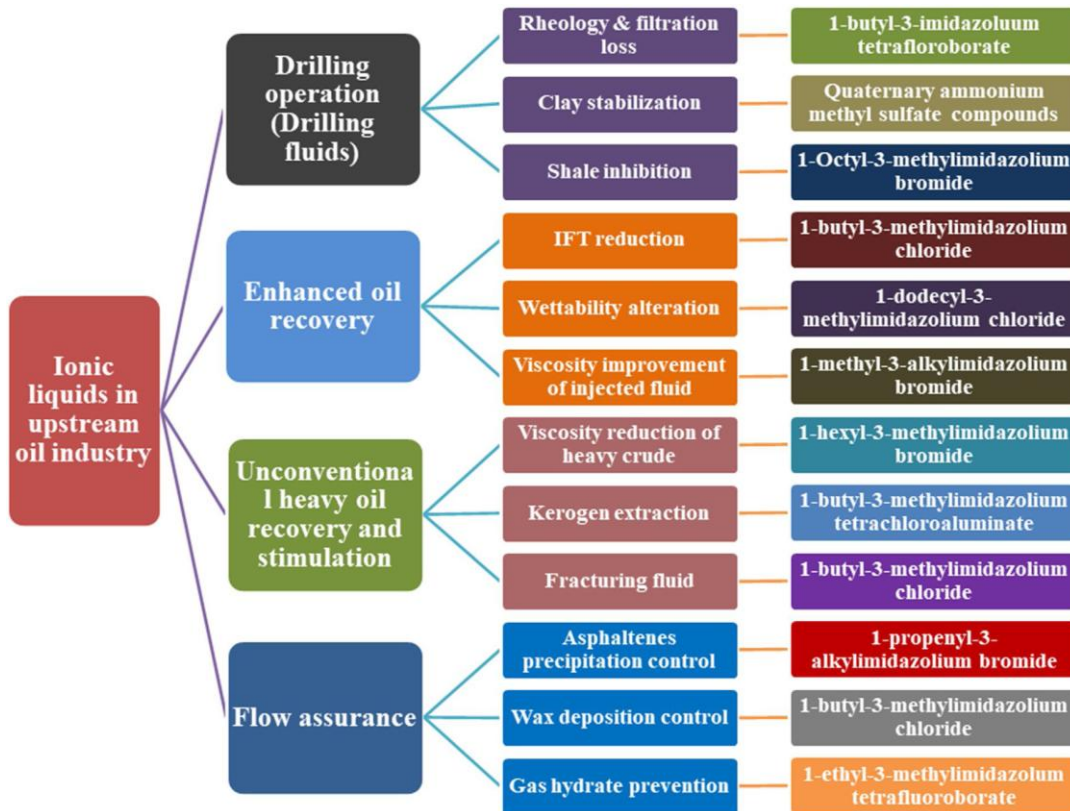 Ionic
liquids in
upstream
oil industry
Drilling
operation
(Drilling
fluids)
Rheology & filtration
loss
1-butyl-3-imidazoluum
tetrafloroborate
Clay stabilization
Quaternary ammonium
methyl sulfate compounds
Shale inhibition
1-Octyl-3-methylimidazolium
bromide
Enhanced oil
recovery
IFT reduction
1-butyl-3-methylimidazolium
chloride
Wettability alteration
1-dodecyl-3-
methylimidazolium chloride
Viscosity improvement
of injected fluid
1-methyl-3-alkylimidazolium
bromide
Unconventiona
l heavy oil
recovery and
stimulation
Viscosity reduction of
heavy crude
1-hexyl-3-methylimidazolium
bromide
Kerogen extraction
1-butyl-3-methylimidazolium
tetrachloroaluminate
Fracturing fluid
1-butyl-3-methylimidazolium
chloride
Flow assurance
Asphaltenes
precipitation control
1-propenyl-3-
alkylimidazolium bromide
Wax deposition control
1-butyl-3-methylimidazolium
chloride
Gas hydrate prevention
1-ethyl-3-methylimidazolum
tetrafluoroborate